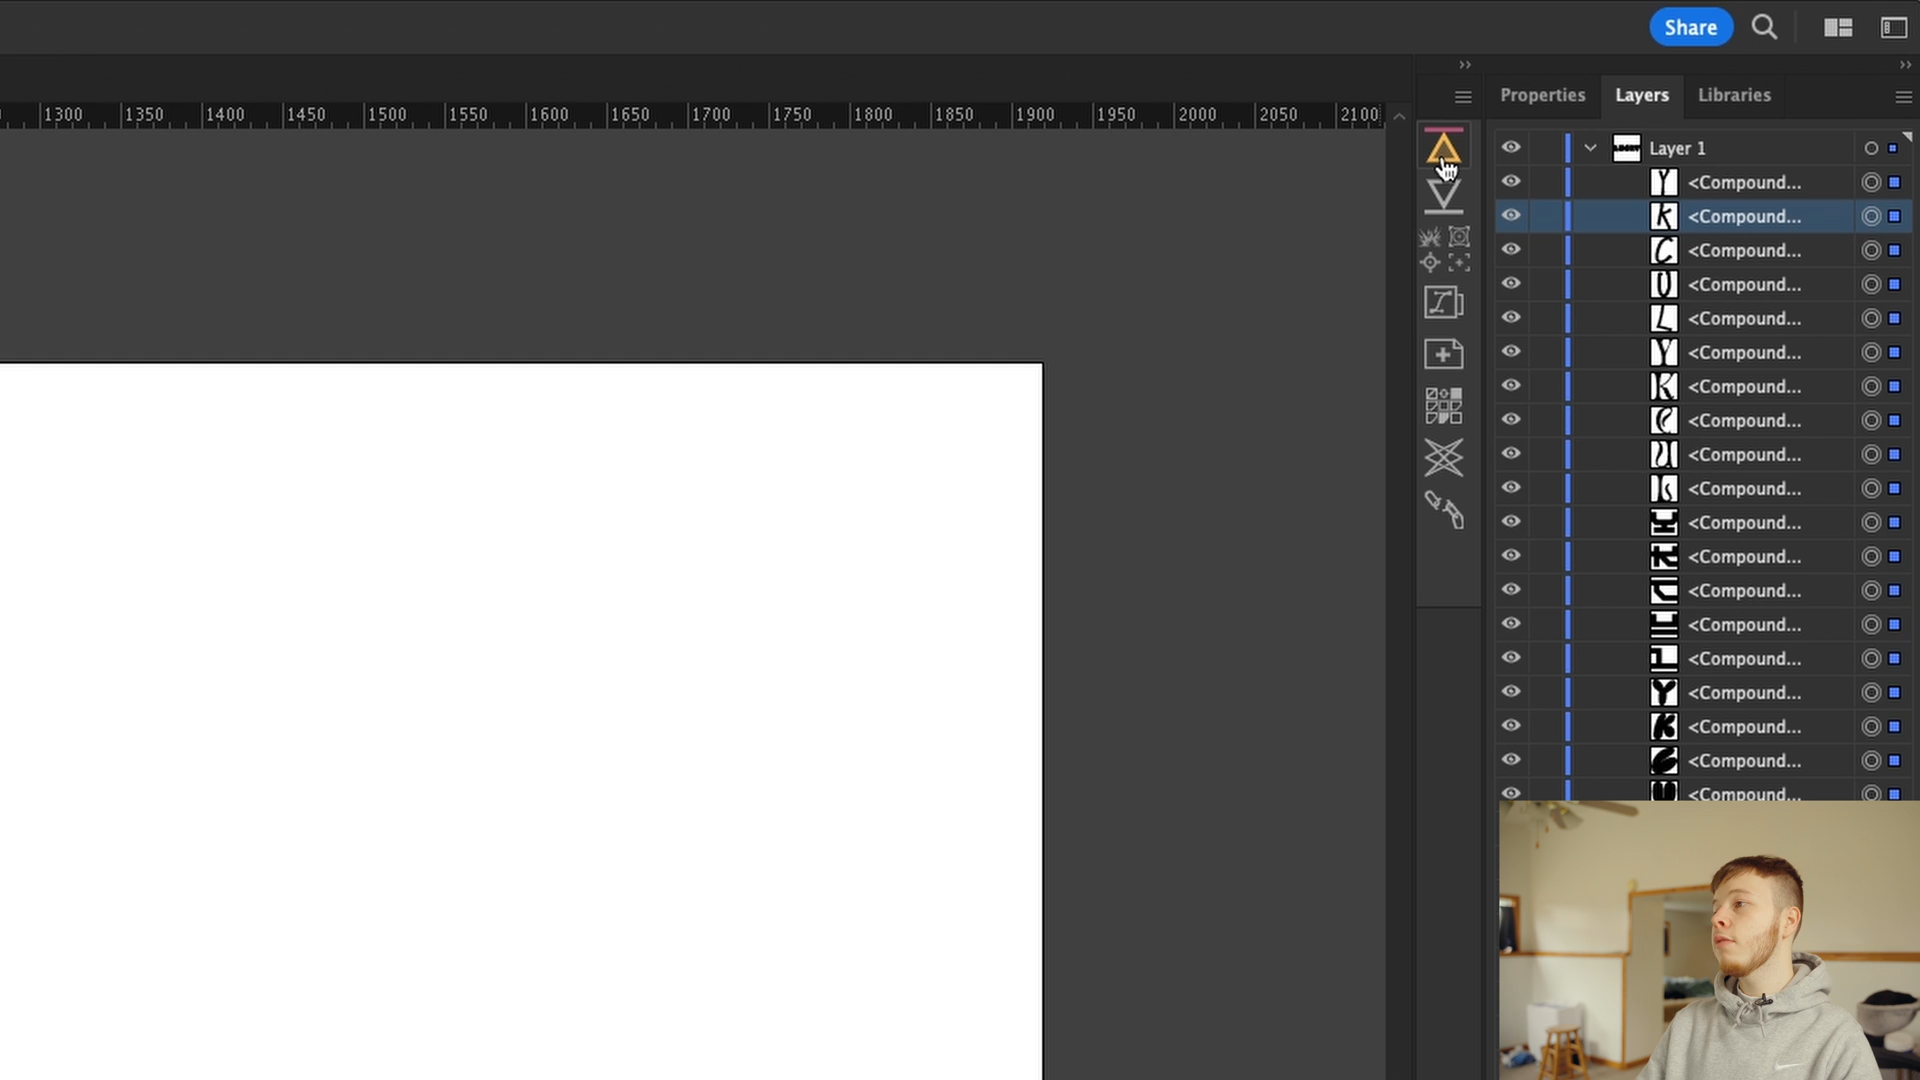 Share
1300 1350 1400 1450 1500 1550 1600 1650 1700 1750 1800 1850 1900 1950 2000 2050 2100
Properties Layers Libraries
Layer 1
Y <Compound...
K <Compound...
C <Compound...
U <Compound...
L <Compound...
Y <Compound...
K <Compound...
C <Compound...
U <Compound...
L <Compound...
Y <Compound...
K <Compound...
C <Compound...
U <Compound...
L <Compound...
Y <Compound...
K <Compound...
C <Compound...
U <Compound...